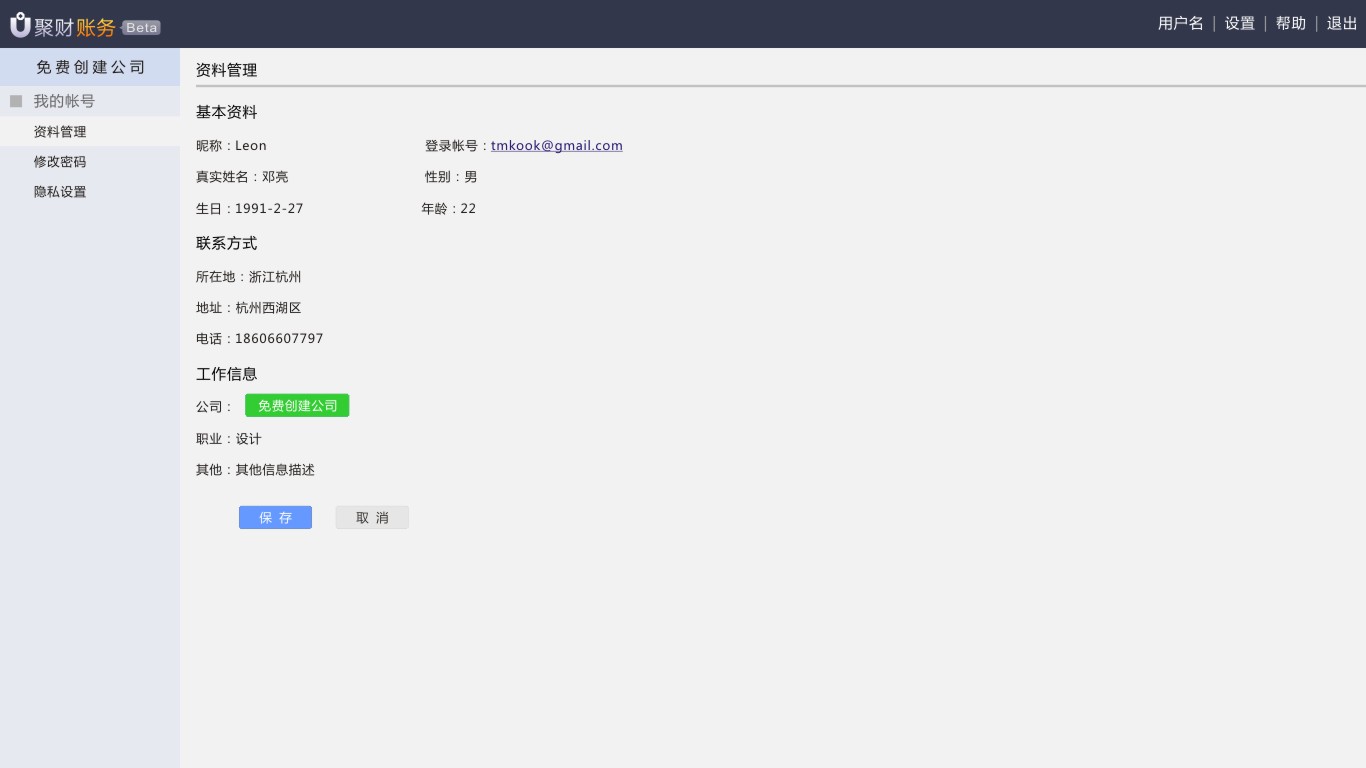 聚财账务 Beta
用户名 | 设置 | 帮助 | 退出
免费创建公司
我的帐号
资料管理
修改密码
隐私设置
资料管理
基本资料
昵称：Leon 登录帐号：tmkook@gmail.com
真实姓名：邓亮 性别：男
生日：1991-2-27 年龄：22
联系方式
所在地：浙江杭州
地址：杭州西湖区
电话：18606607797
工作信息
公司： 免费创建公司
职业：设计
其他：其他信息描述
保 存 取 消